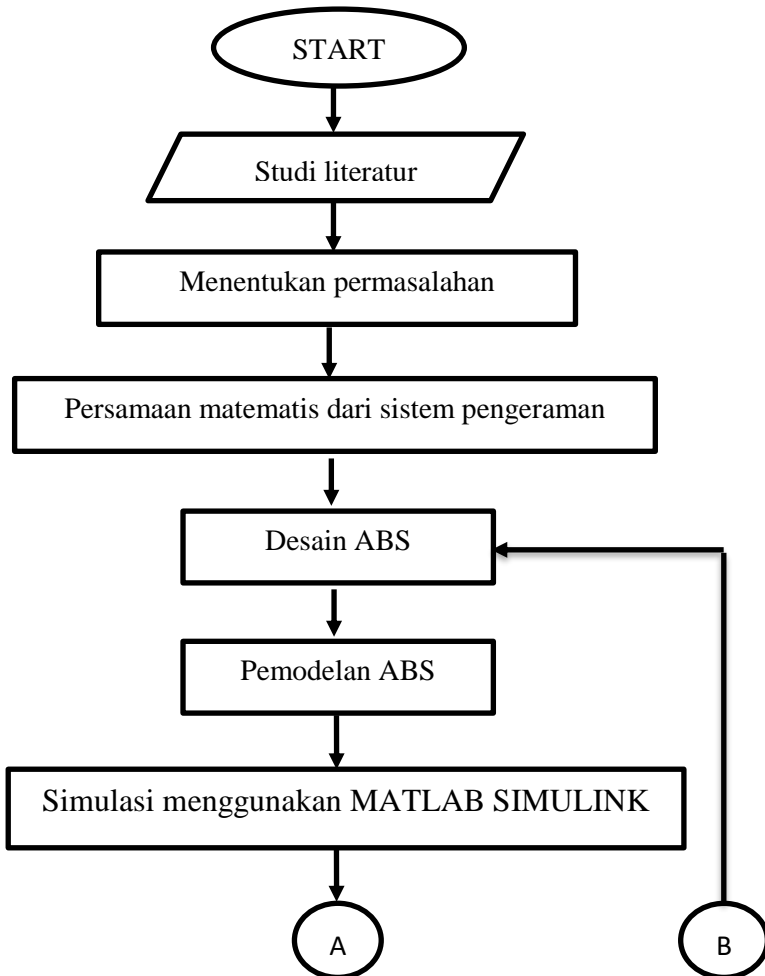 START
Studi literatur
Menentukan permasalahan
Persamaan matematis dari sistem pengeraman
Desain ABS
Pemodelan ABS
Simulasi menggunakan MATLAB SIMULINK
A
B